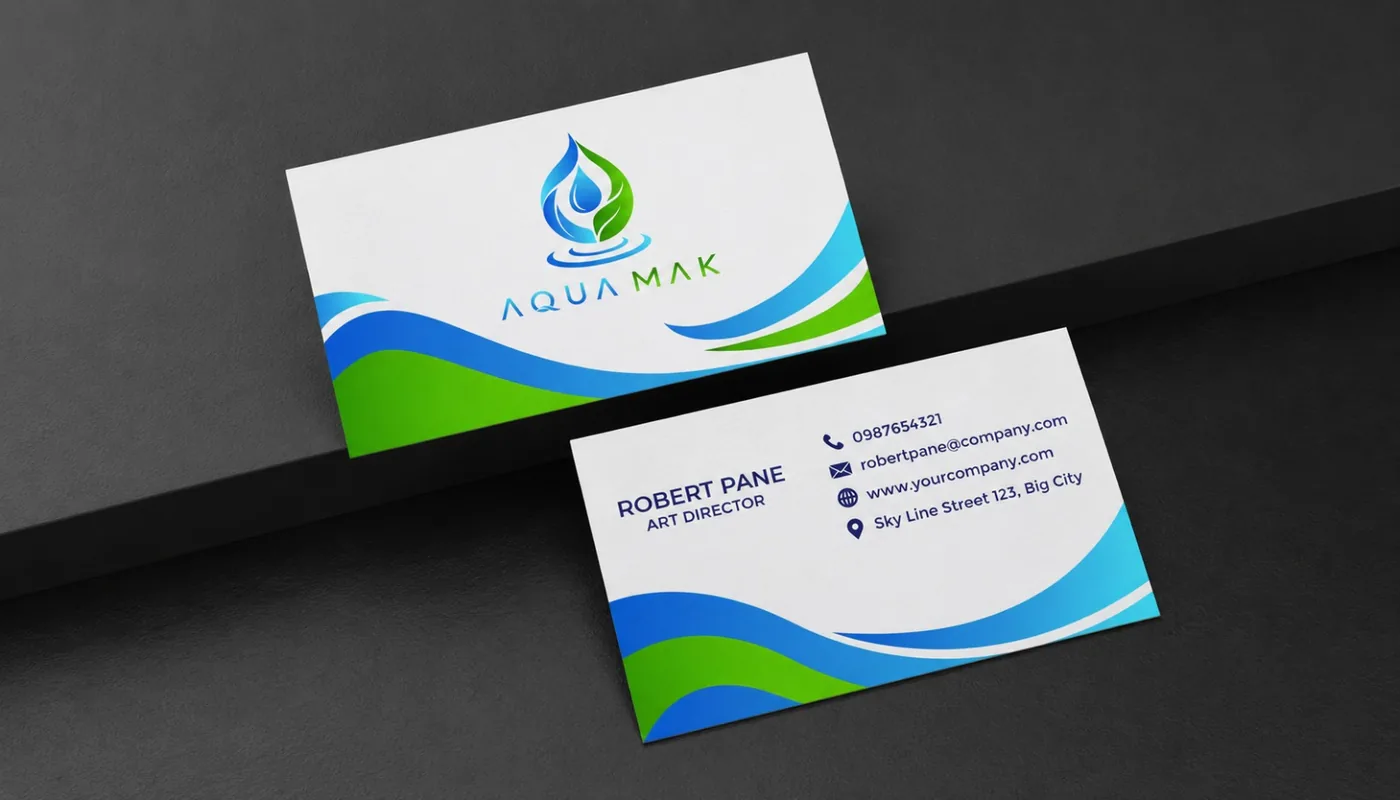 AQUA MAK
ROBERT PANE
ART DIRECTOR
0987654321
robertpane@company.com
www.yourcompany.com
Sky Line Street 123, Big City